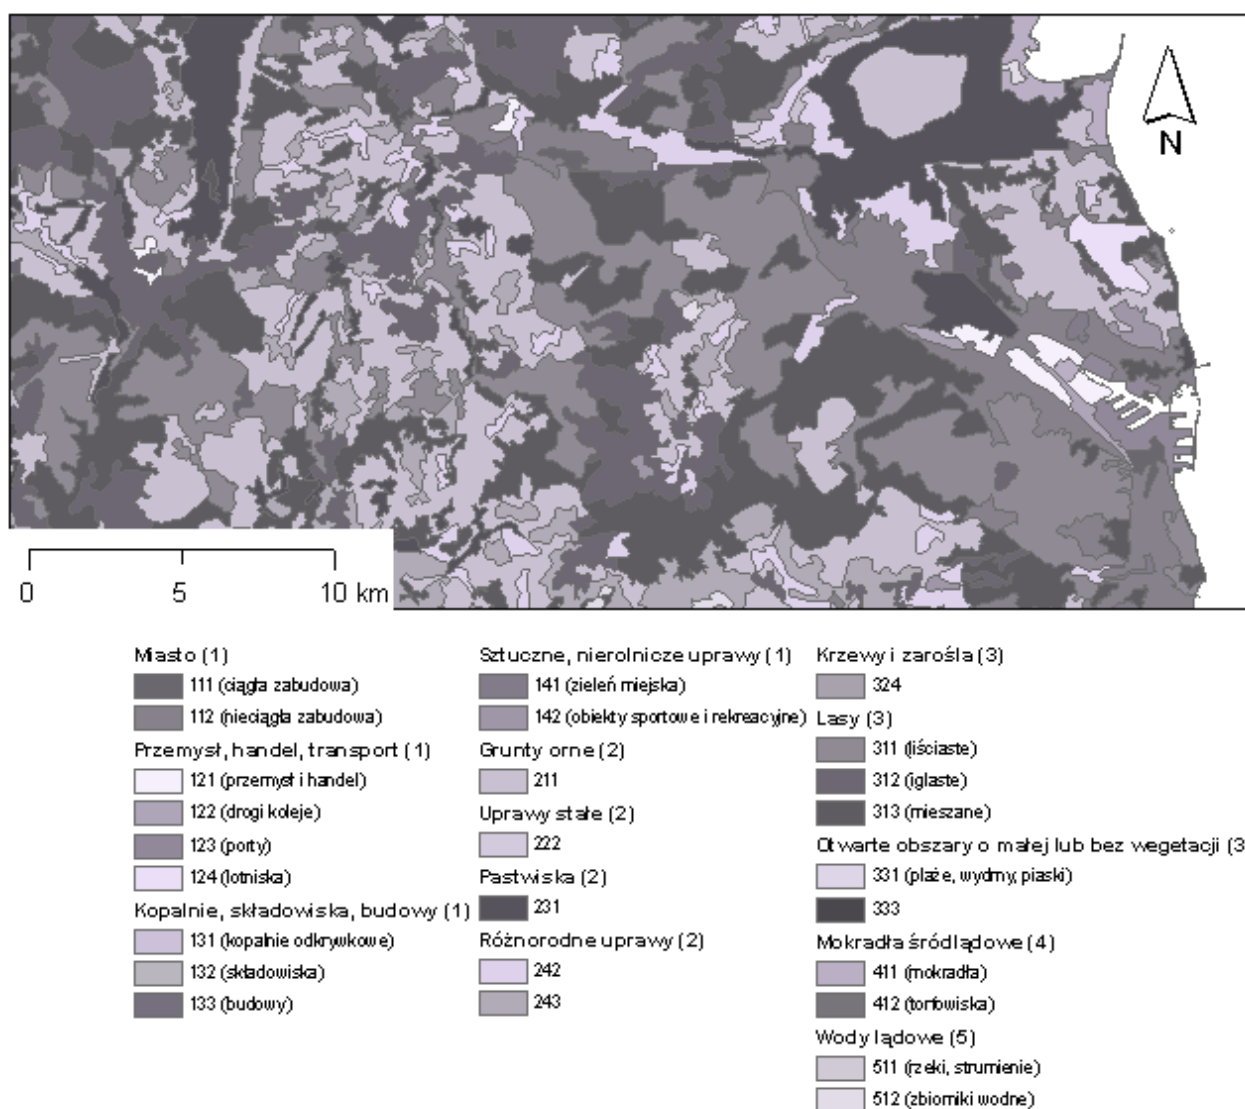 N
0 5 10 km
Miasto (1)
111 (ciągła zabudowa)
112 (nieciągła zabudowa)
Przemysł, handel, transport (1)
121 (przemysł i handel)
122 (drogi koleje)
123 (porty)
124 (lotniska)
Kopalnie, składowiska, budowy (1)
131 (kopalnie odkrywkowe)
132 (składowiska)
133 (budowy)
Sztuczne, nierolnicze uprawy (1)
141 (zieleń miejska)
142 (obiekty sportowe i rekreacyjne)
Grunty orne (2)
211
Uprawy stałe (2)
222
Pastwiska (2)
231
Różnorodne uprawy (2)
242
243
Krzewy i zarośla (3)
324
Lasy (3)
311 (liściaste)
312 (iglaste)
313 (mieszane)
Otwarte obszary o małej lub bez wegetacji (3
331 (plaże, wydmy, piaski)
333
Mokradła śródlądowe (4)
411 (mokradła)
412 (torfowiska)
Wody lądowe (5)
511 (rzeki, strumienie)
512 (zbiorniki wodne)